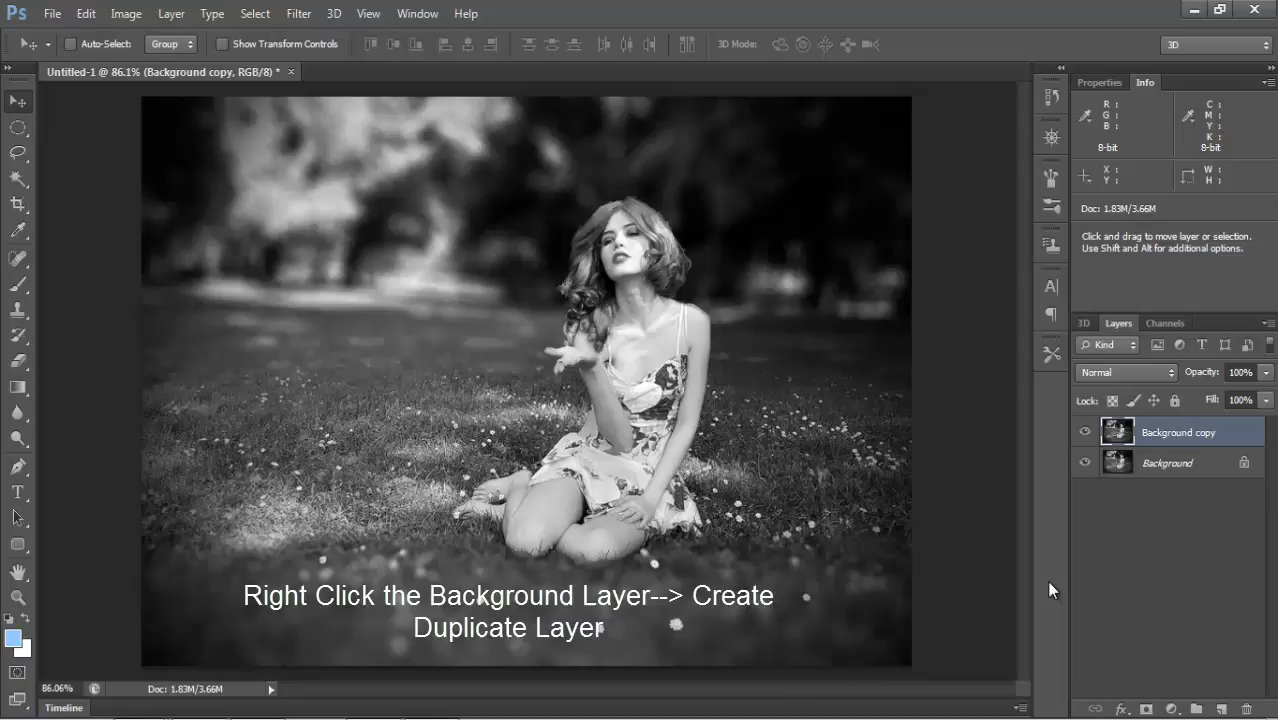 Ps File Edit Image Layer Type Select Filter 3D View Window Help
Auto-Select: Group Show Transform Controls 3D Mode: 3D
Untitled-1 @ 86.1% (Background copy, RGB/8) * ×
Properties Info
R: C:
G: M:
B: Y:
K:
8-bit 8-bit
X: W:
Y: H:
Doc: 1.83M/3.66M
Click and drag to move layer or selection.
Use Shift and Alt for additional options.
3D Layers Channels
Kind
Normal Opacity: 100%
Lock: Fill: 100%
Background copy
Background
Right Click the Background Layer--> Create
Duplicate Layer
86.06% Doc: 1.83M/3.66M
Timeline